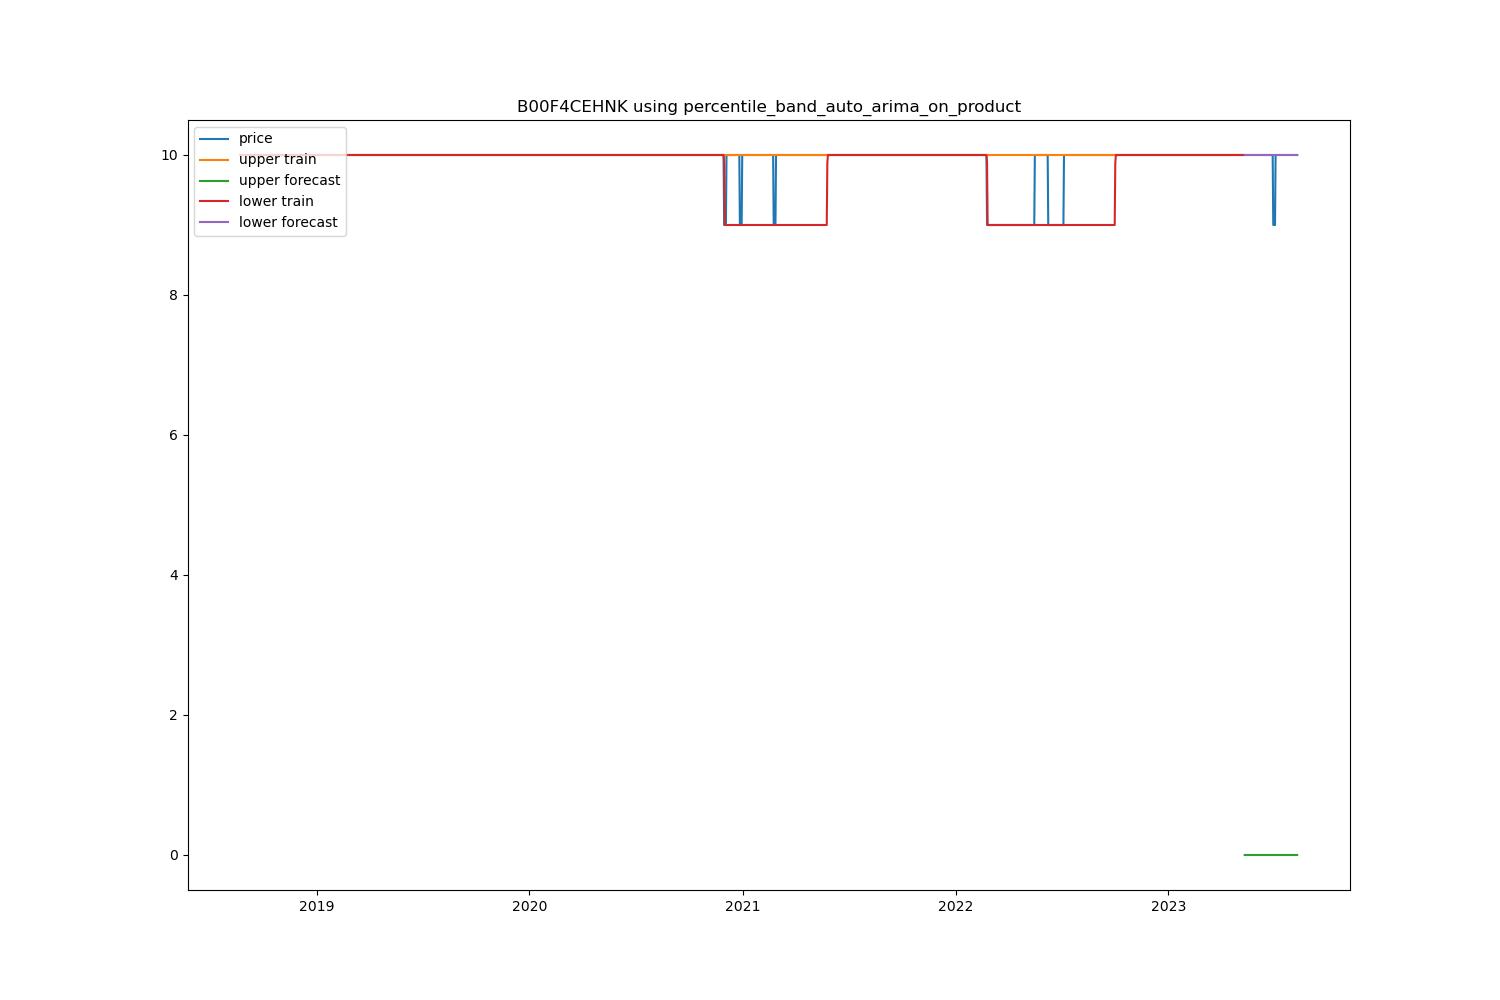 B00F4CEHNK using percentile_band_auto_arima_on_product
price
upper train
upper forecast
lower train
lower forecast
10
8
6
4
2
0
2019 2020 2021 2022 2023